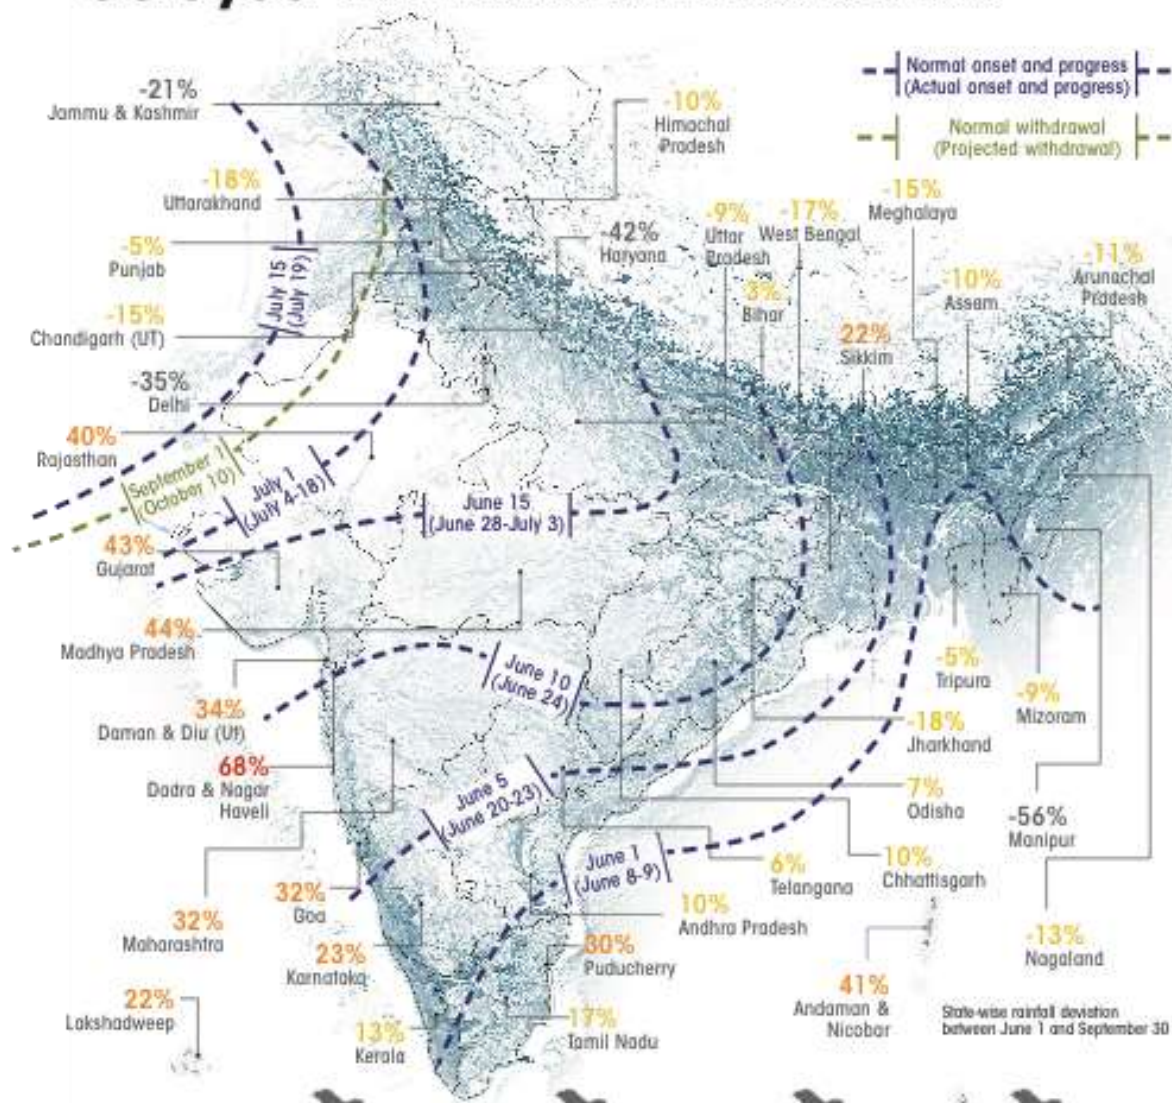 Normal onset and progress
(Actual onset and progress)
Normal withdrawal
(Projected withdrawal)
-21%
Jammu & Kashmir
-10%
Himachal
Pradesh
-18%
Uttarakhand
-5%
Punjab
-15%
Chandigarh (UT)
-35%
Delhi
-42%
Haryana
-9%
Uttar
Pradesh
-17%
West Bengal
-15%
Meghalaya
3%
Bihar
22%
Sikkim
-10%
Assam
-11%
Arunachal
Pradesh
July 15
(July 19)
40%
Rajasthan
September 1
(October 10)
July 1
(July 4-18)
June 15
(June 28-July 3)
43%
Gujarat
44%
Madhya Pradesh
34%
Daman & Diu (Ut)
June 10
(June 24)
-5%
Tripura
-9%
Mizoram
-18%
Jharkhand
68%
Dadra & Nagar
Haveli
June 5
(June 20-23)
7%
Odisha
-56%
Manipur
June 1
(June 8-9)
6%
Telangana
10%
Chhattisgarh
32%
Goa
32%
Maharashtra
10%
Andhra Pradesh
23%
Karnataka
30%
Puducherry
-13%
Nagaland
22%
Lakshadweep
41%
Andaman &
Nicobar
13%
Kerala
17%
Tamil Nadu
State-wise rainfall deviation
between June 1 and September 30